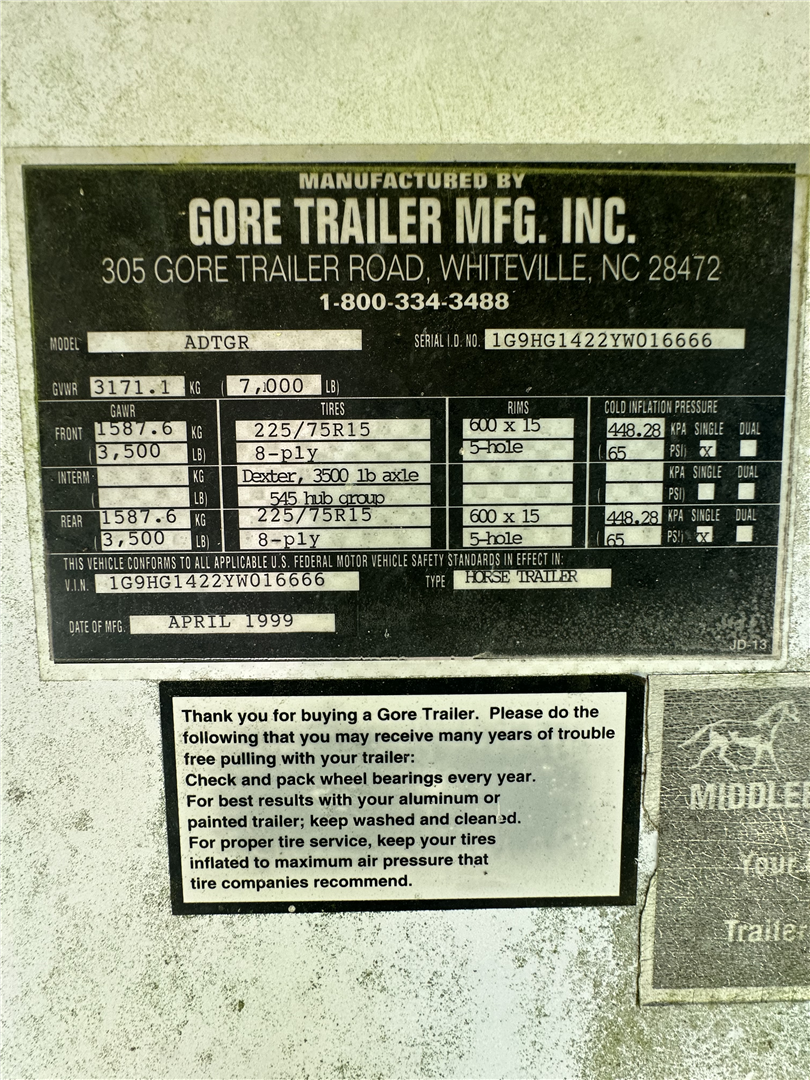 MANUFACTURED BY
GORE TRAILER MFG. INC.
305 GORE TRAILER ROAD, WHITEVILLE, NC 28472
1-800-334-3488
MODEL ADTGR SERIAL I.D. NO. 1G9HG1422YW016666
GVWR 3171.1 KG ( 7,000 LB)
GAWR TIRES RIMS COLD INFLATION PRESSURE
FRONT 1587.6 KG 225/75R15 600 x 15 448.28 KPA SINGLE DUAL
( 3,500 LB) 8-ply 5-hole ( 65 PSI) X
INTERM KG Dexter, 3500 lb axle KPA SINGLE DUAL
( LB) 545 hub group ( PSI)
REAR 1587.6 KG 225/75R15 600 x 15 448.28 KPA SINGLE DUAL
( 3,500 LB) 8-ply 5-hole ( 65 PSI) X
THIS VEHICLE CONFORMS TO ALL APPLICABLE U.S. FEDERAL MOTOR VEHICLE SAFETY STANDARDS IN EFFECT IN:
V.I.N. 1G9HG1422YW016666 TYPE HORSE TRAILER
DATE OF MFG. APRIL 1999
JD-13
Thank you for buying a Gore Trailer. Please do the
following that you may receive many years of trouble
free pulling with your trailer:
Check and pack wheel bearings every year.
For best results with your aluminum or
painted trailer; keep washed and cleaned.
For proper tire service, keep your tires
inflated to maximum air pressure that
tire companies recommend.
Your